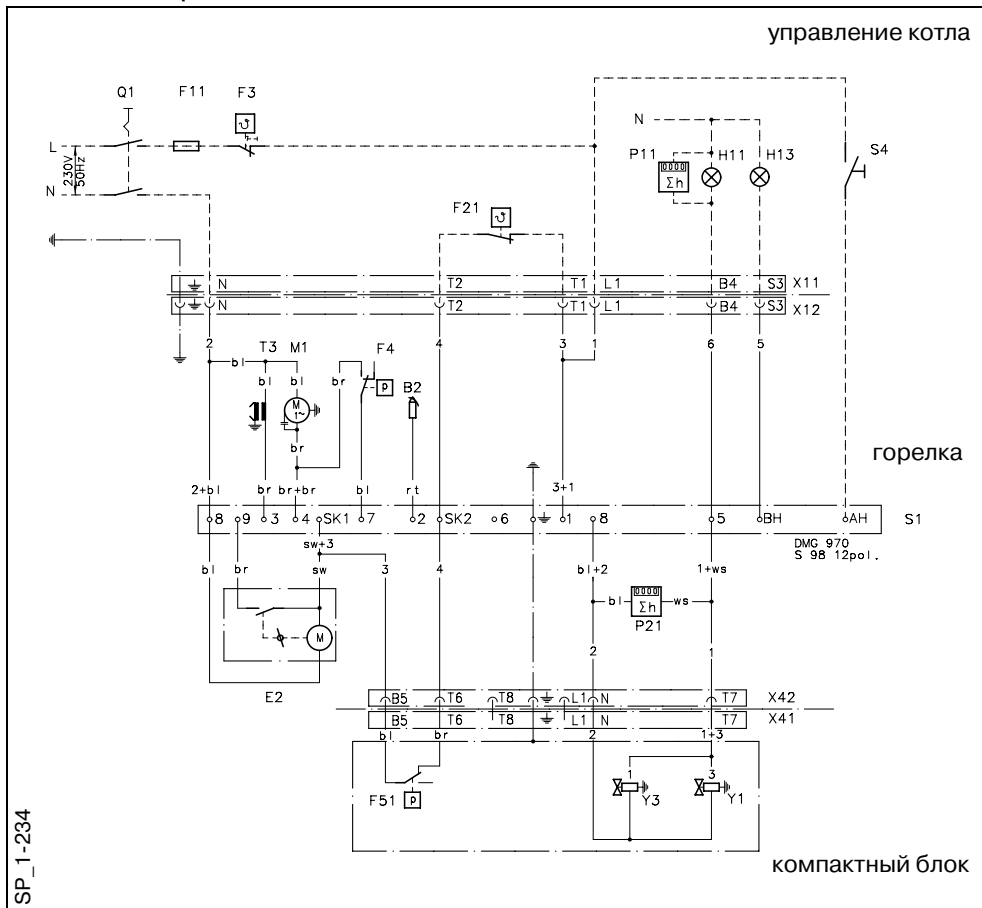 управление котла
Q1 F11 F3
ϑ
L
230V
50Hz
N
N
P11 H11 H13 S4
0000
Σh
F21
ϑ
N T2 T1 L1 B4 S3 X11
N T2 T1 L1 B4 S3 X12
2 4 3 1 6 5
T3 M1 F4
bl br
bl bl P B2
M
1~
br
горелка
2+bl br br+br bl rt 3+1
8 9 3 4 SK1 7 2 SK2 6 1 8 5 BH AH S1
DMG 970
S 98 12pol.
sw+3
bl br sw 3 4 bl+2 1+ws
0000
bl Σh ws
P21
M
2 1
E2
B5 T6 T8 L1 N T7 X42
B5 T6 T8 L1 N T7 X41
bl br 2 1+3
1 3
F51 P Y3 Y1
компактный блок
SP_1-234